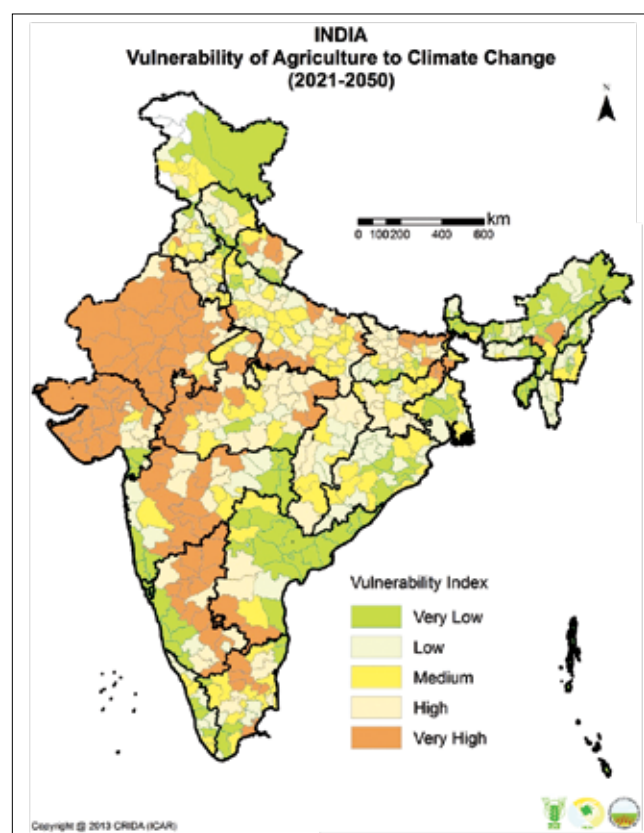 INDIA
Vulnerability of Agriculture to Climate Change
(2021-2050)
N
km
0 100200 400 600
Vulnerability Index
Very Low
Low
Medium
High
Very High
Copyright @ 2013 CRIDA (ICAR)